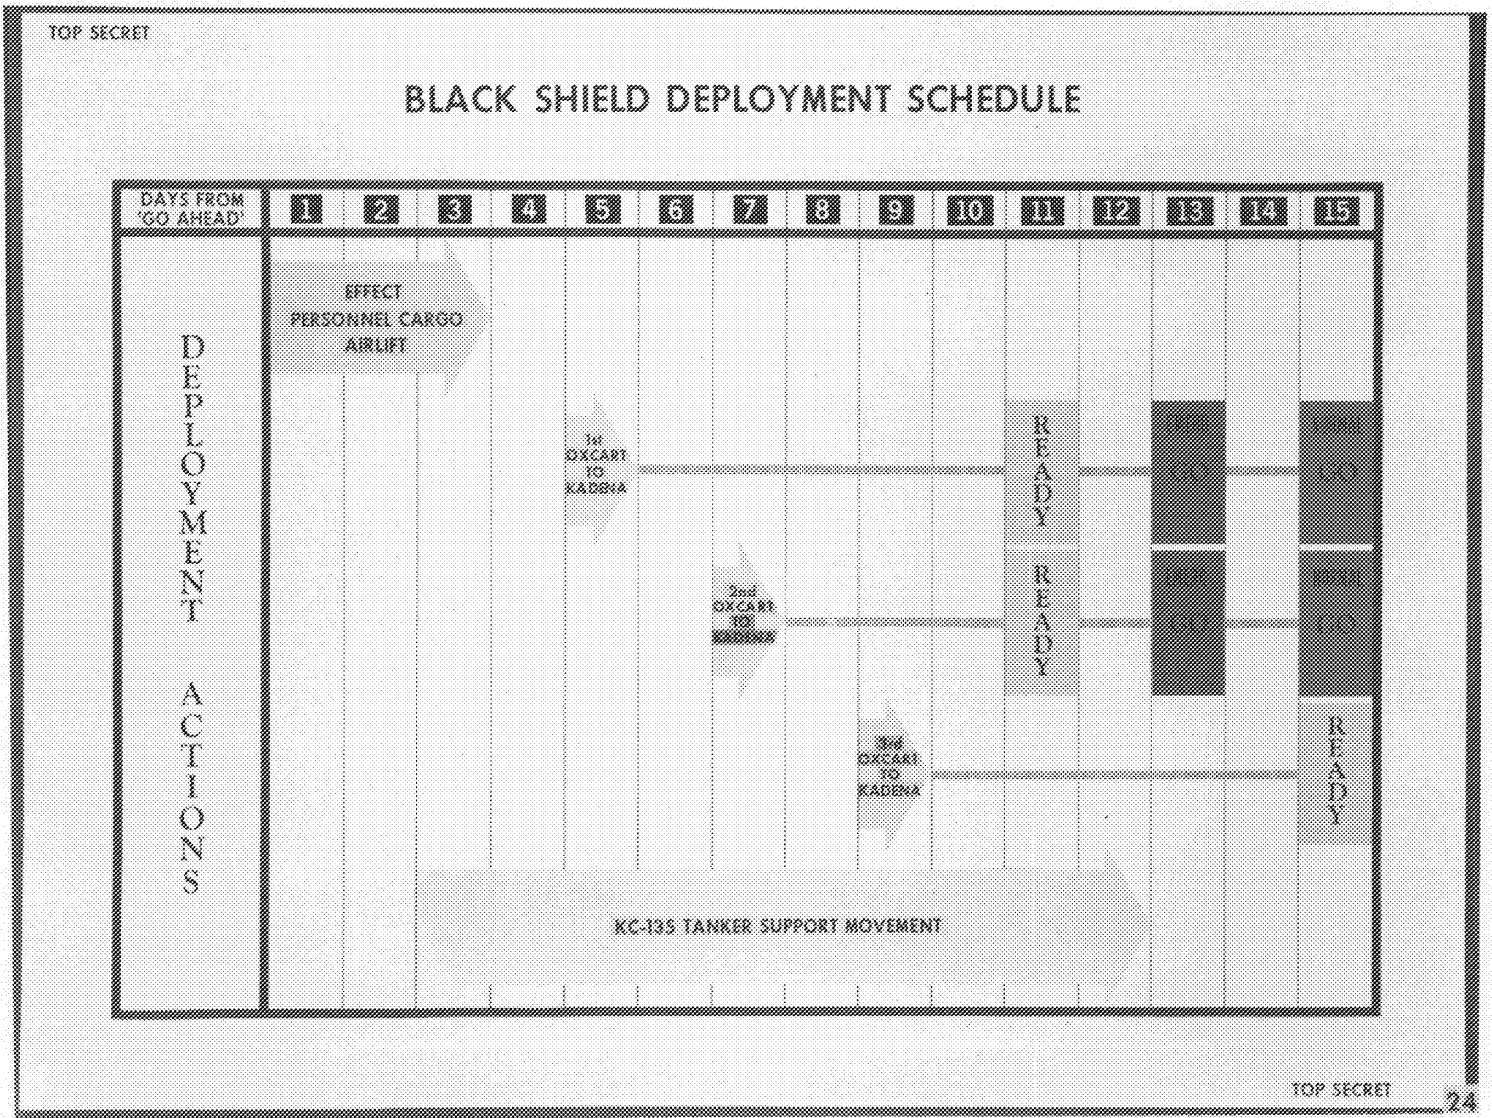 TOP SECRET
BLACK SHIELD DEPLOYMENT SCHEDULE
DAYS FROM
'GO AHEAD'
1 2 3 4 5 6 7 8 9 10 11 12 13 14 15
DEPLOYMENT ACTIONS
EFFECT
PERSONNEL CARGO
AIRLIFT
1st
OXCART
TO
KADENA
READY
2nd
OXCART
TO
KADENA
READY
3rd
OXCART
TO
KADENA
READY
KC-135 TANKER SUPPORT MOVEMENT
TOP SECRET
24